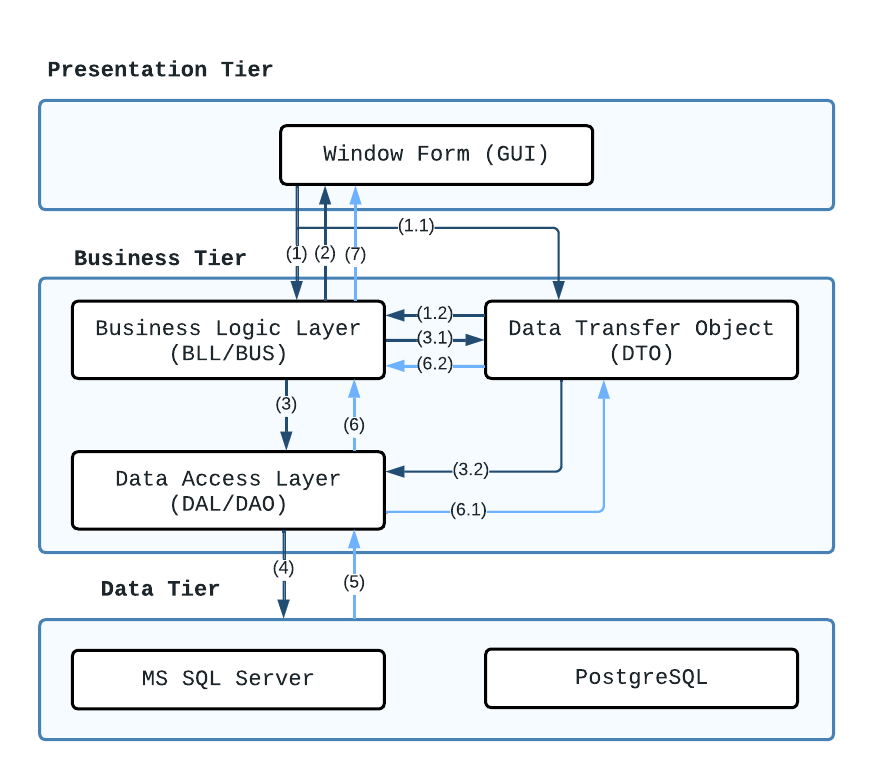 Presentation Tier
Window Form (GUI)
(1.1)
(1) (2) (7)
Business Tier
Business Logic Layer
(BLL/BUS)
(1.2)
(3.1)
(6.2)
Data Transfer Object
(DTO)
(3)
(6)
Data Access Layer
(DAL/DAO)
(3.2)
(6.1)
(4)
(5)
Data Tier
MS SQL Server
PostgreSQL